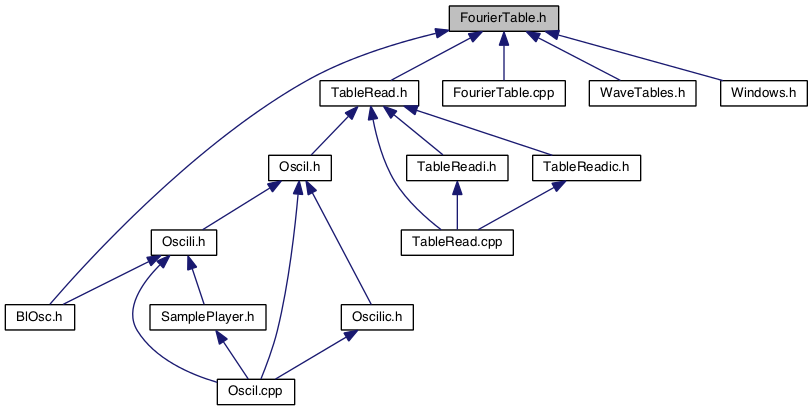 FourierTable.h
TableRead.h
FourierTable.cpp
WaveTables.h
Windows.h
Oscil.h
TableReadi.h
TableReadic.h
Oscili.h
TableRead.cpp
BlOsc.h
SamplePlayer.h
Oscilic.h
Oscil.cpp